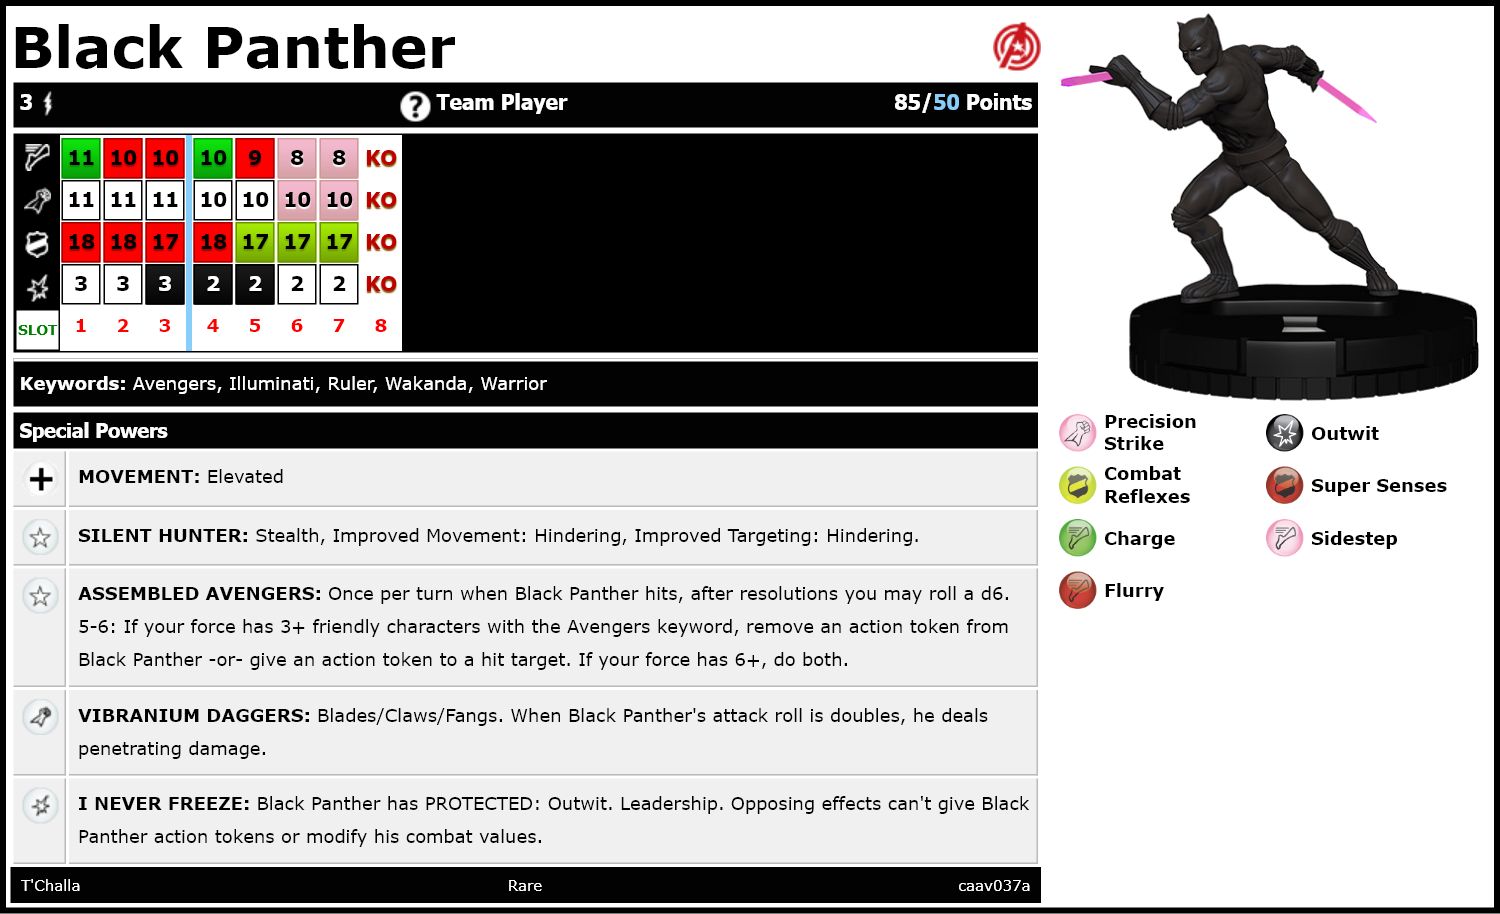 Black Panther
3 Team Player 85/50 Points
11 10 10 10 9 8 8 KO
11 11 11 10 10 10 10 KO
18 18 17 18 17 17 17 KO
3 3 3 2 2 2 2 KO
SLOT 1 2 3 4 5 6 7 8
Keywords: Avengers, Illuminati, Ruler, Wakanda, Warrior
Special Powers
MOVEMENT: Elevated
SILENT HUNTER: Stealth, Improved Movement: Hindering, Improved Targeting: Hindering.
ASSEMBLED AVENGERS: Once per turn when Black Panther hits, after resolutions you may roll a d6.
5-6: If your force has 3+ friendly characters with the Avengers keyword, remove an action token from
Black Panther -or- give an action token to a hit target. If your force has 6+, do both.
VIBRANIUM DAGGERS: Blades/Claws/Fangs. When Black Panther's attack roll is doubles, he deals
penetrating damage.
I NEVER FREEZE: Black Panther has PROTECTED: Outwit. Leadership. Opposing effects can't give Black
Panther action tokens or modify his combat values.
T'Challa Rare caav037a
Precision
Strike
Outwit
Combat
Reflexes
Super Senses
Charge
Sidestep
Flurry